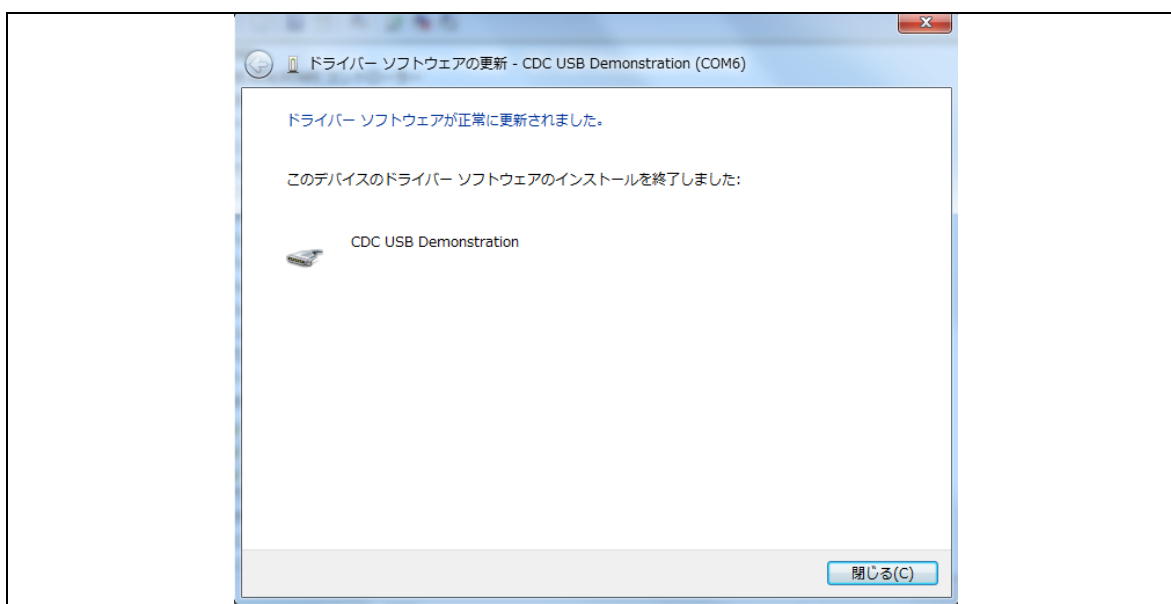 ドライバー ソフトウェアの更新 - CDC USB Demonstration (COM6)
ドライバー ソフトウェアが正常に更新されました。
このデバイスのドライバー ソフトウェアのインストールを終了しました:
CDC USB Demonstration
閉じる(C)